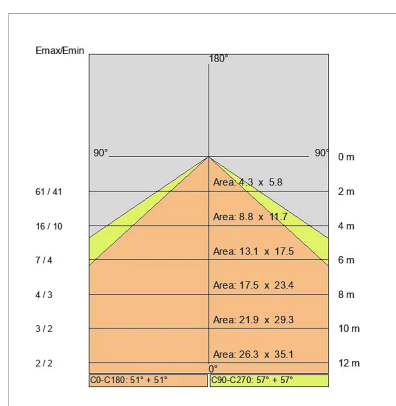 Emax/Emin
180°
90° 90° 0 m
61 / 41 Area: 4.3 x 5.8 2 m
16 / 10 Area: 8.8 x 11.7 4 m
7 / 4 Area: 13.1 x 17.5 6 m
4 / 3 Area: 17.5 x 23.4 8 m
3 / 2 Area: 21.9 x 29.3 10 m
2 / 2 Area: 26.3 x 35.1 12 m
0°
C0-C180: 51° + 51° C90-C270: 57° + 57°